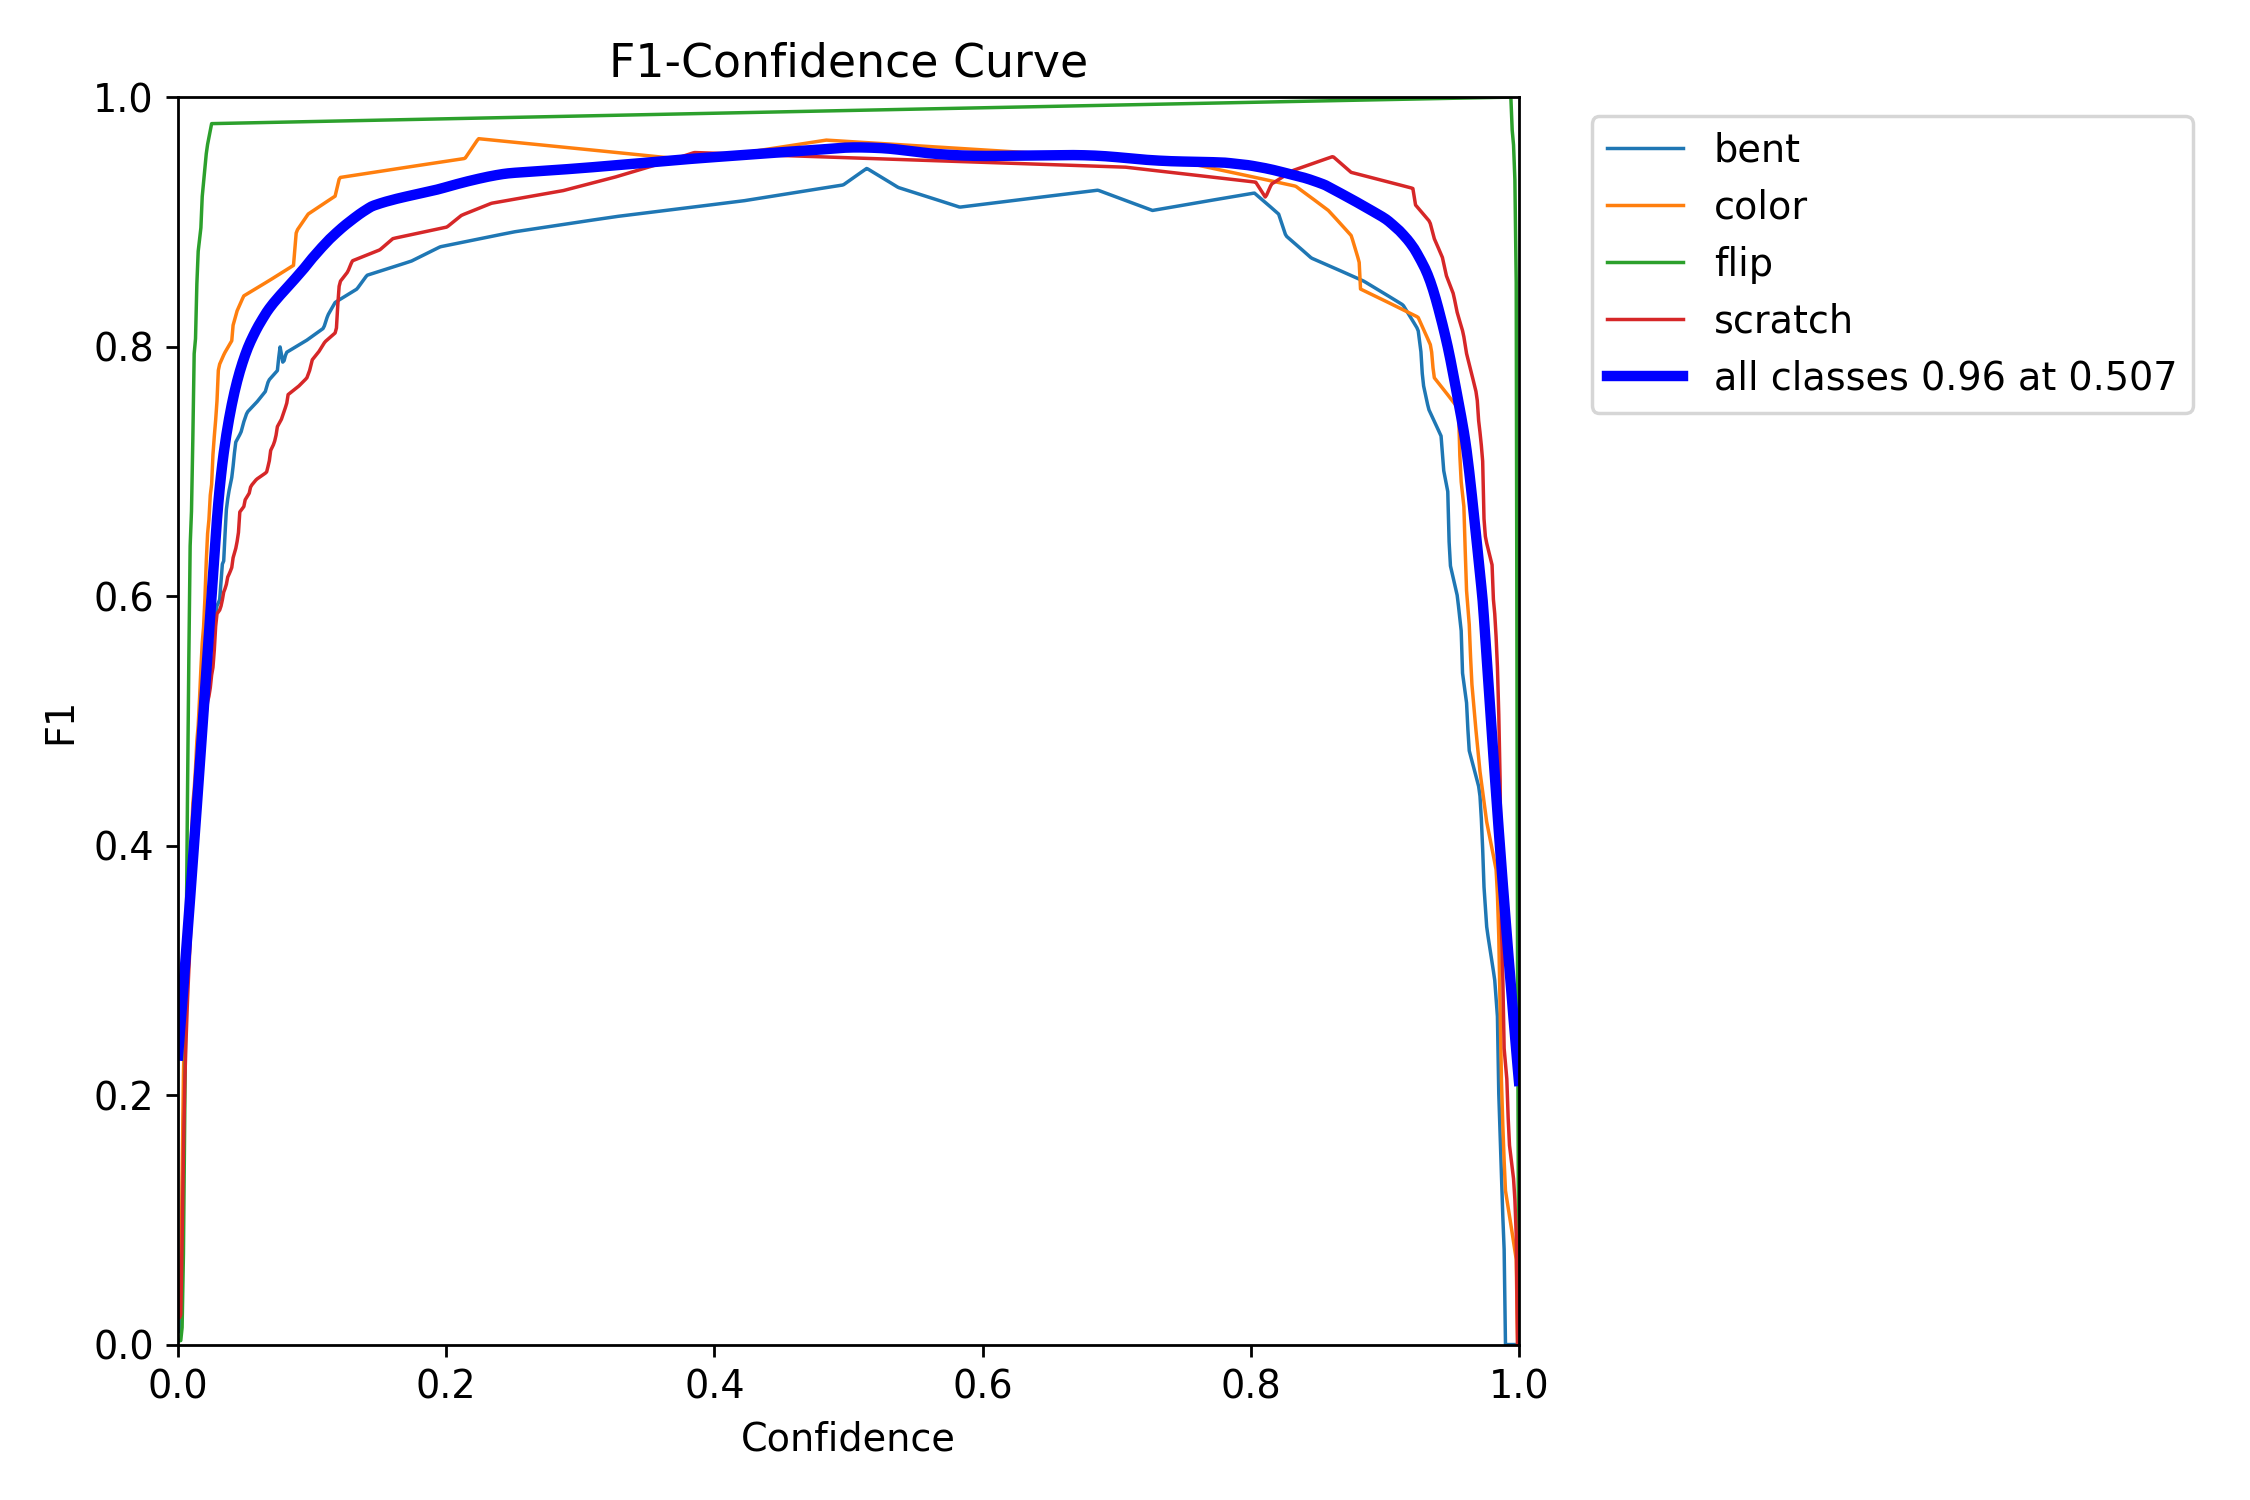 F1-Confidence Curve
1.0
0.8
0.6
0.4
0.2
0.0
F1
0.0 0.2 0.4 0.6 0.8 1.0
Confidence
bent
color
flip
scratch
all classes 0.96 at 0.507